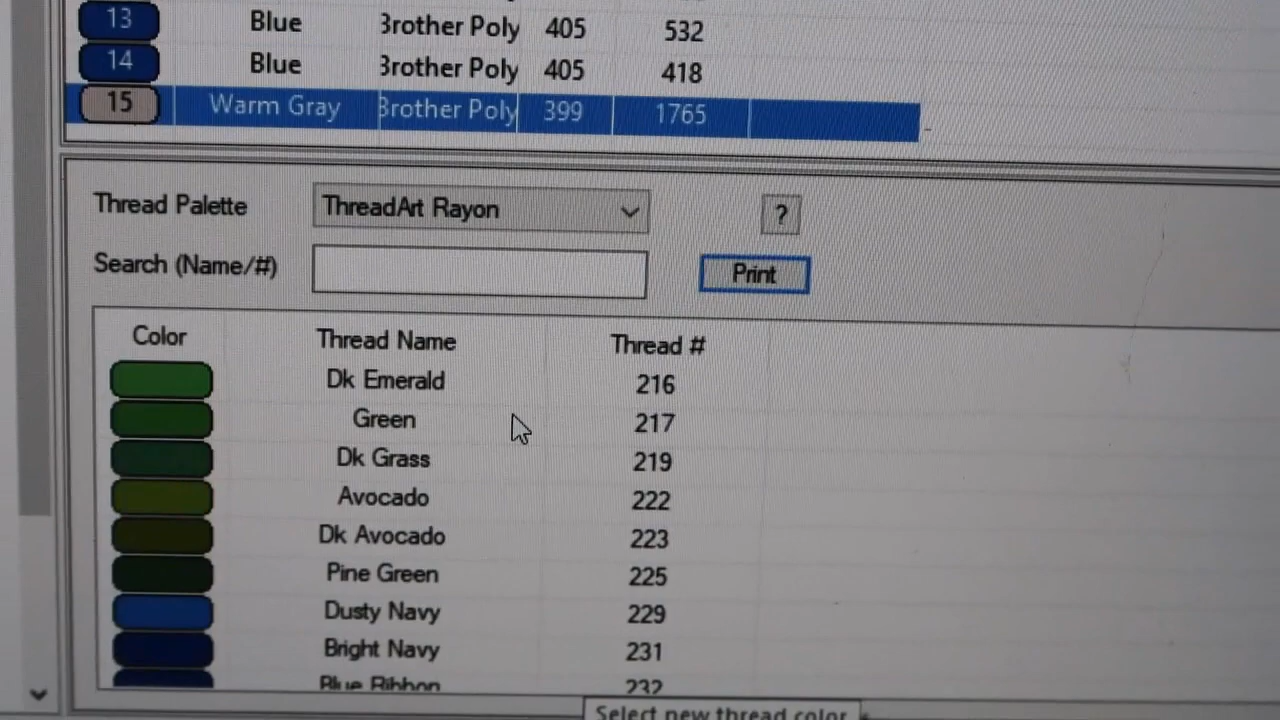 13 Blue Brother Poly 405 532
14 Blue Brother Poly 405 418
15 Warm Gray Brother Poly 399 1765
Thread Palette ThreadArt Rayon ?
Search (Name/#) Print
Color Thread Name Thread #
Dk Emerald 216
Green 217
Dk Grass 219
Avocado 222
Dk Avocado 223
Pine Green 225
Dusty Navy 229
Bright Navy 231
Blue Ribbon 232
Select new thread color